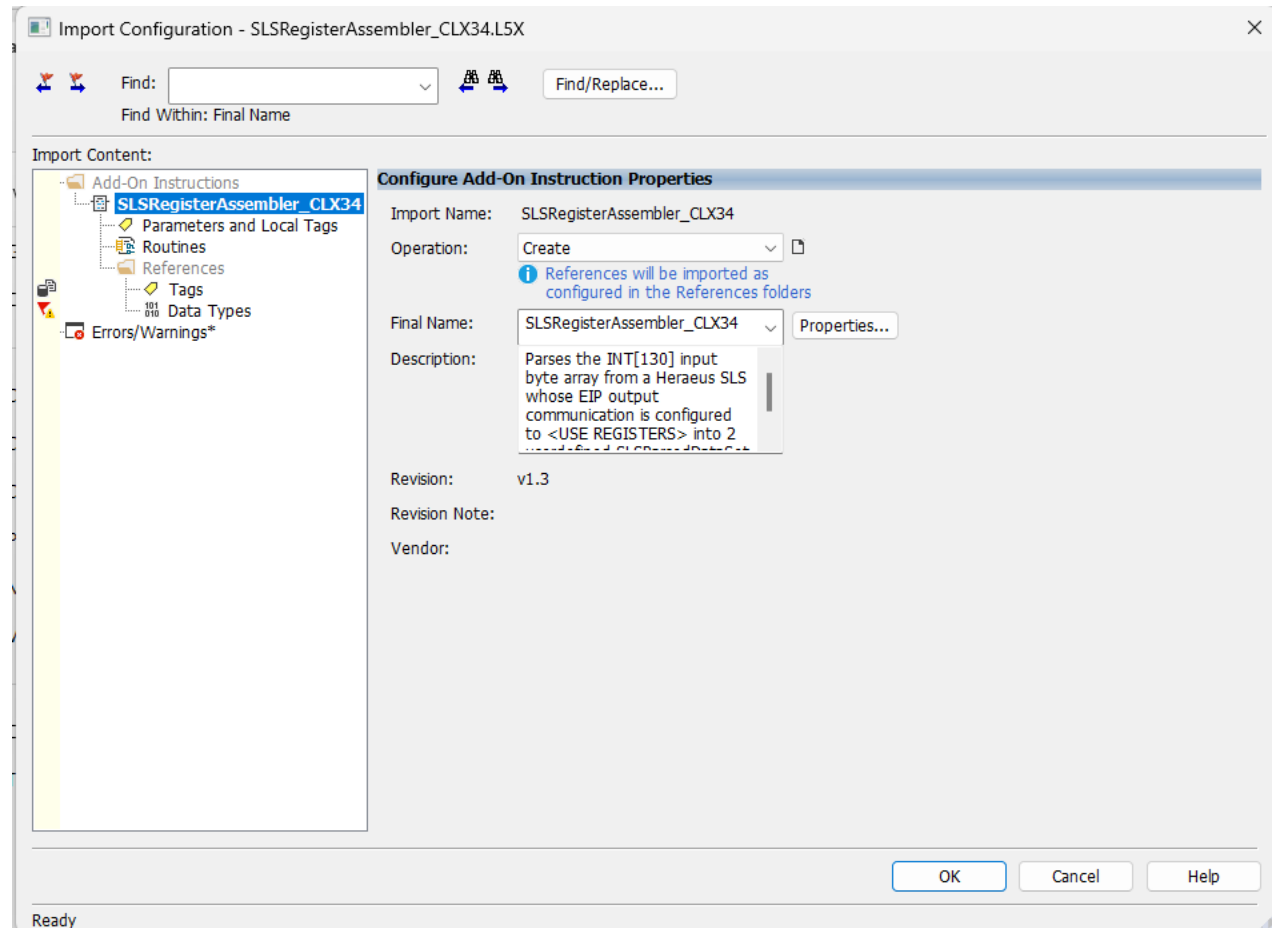 Import Configuration - SLSRegisterAssembler_CLX34.L5X
Find:
Find/Replace...
Find Within: Final Name
Import Content:
Add-On Instructions
SLSRegisterAssembler_CLX34
Parameters and Local Tags
Routines
References
Tags
Data Types
Errors/Warnings*
Configure Add-On Instruction Properties
Import Name: SLSRegisterAssembler_CLX34
Operation: Create
References will be imported as
configured in the References folders
Final Name: SLSRegisterAssembler_CLX34 Properties...
Description: Parses the INT[130] input
byte array from a Heraeus SLS
whose EIP output
communication is configured
to <USE REGISTERS> into 2
Revision: v1.3
Revision Note:
Vendor:
OK Cancel Help
Ready